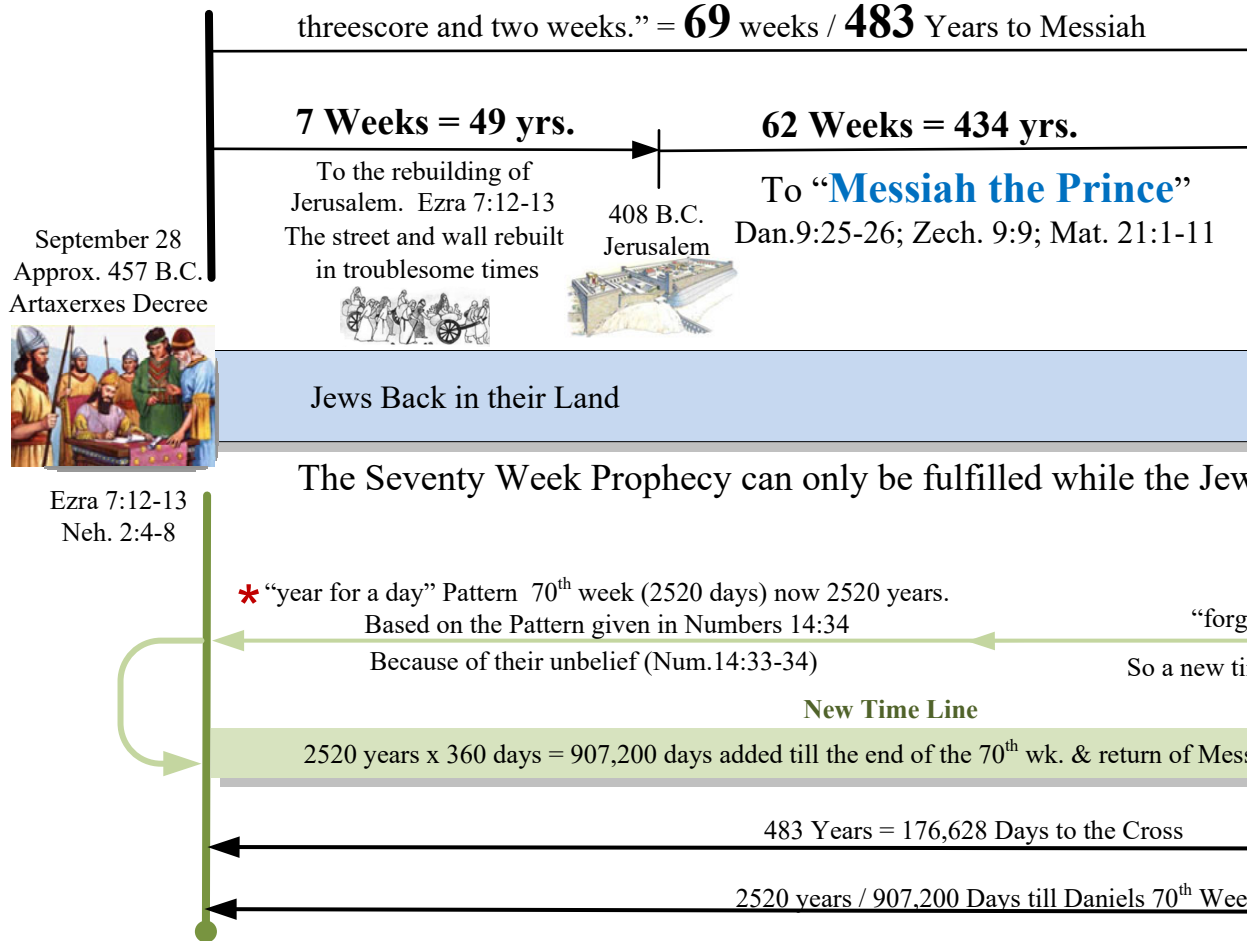 threescore and two weeks.” = 69 weeks / 483 Years to Messiah
7 Weeks = 49 yrs.
62 Weeks = 434 yrs.
To the rebuilding of
Jerusalem. Ezra 7:12-13
The street and wall rebuilt
in troublesome times
408 B.C.
Jerusalem
To “Messiah the Prince”
Dan.9:25-26; Zech. 9:9; Mat. 21:1-11
September 28
Approx. 457 B.C.
Artaxerxes Decree
Jews Back in their Land
The Seventy Week Prophecy can only be fulfilled while the Jew
Ezra 7:12-13
Neh. 2:4-8
* “year for a day” Pattern 70th week (2520 days) now 2520 years.
Based on the Pattern given in Numbers 14:34
“forg
Because of their unbelief (Num.14:33-34)
So a new ti
New Time Line
2520 years x 360 days = 907,200 days added till the end of the 70th wk. & return of Mess
483 Years = 176,628 Days to the Cross
2520 years / 907,200 Days till Daniels 70th Wee